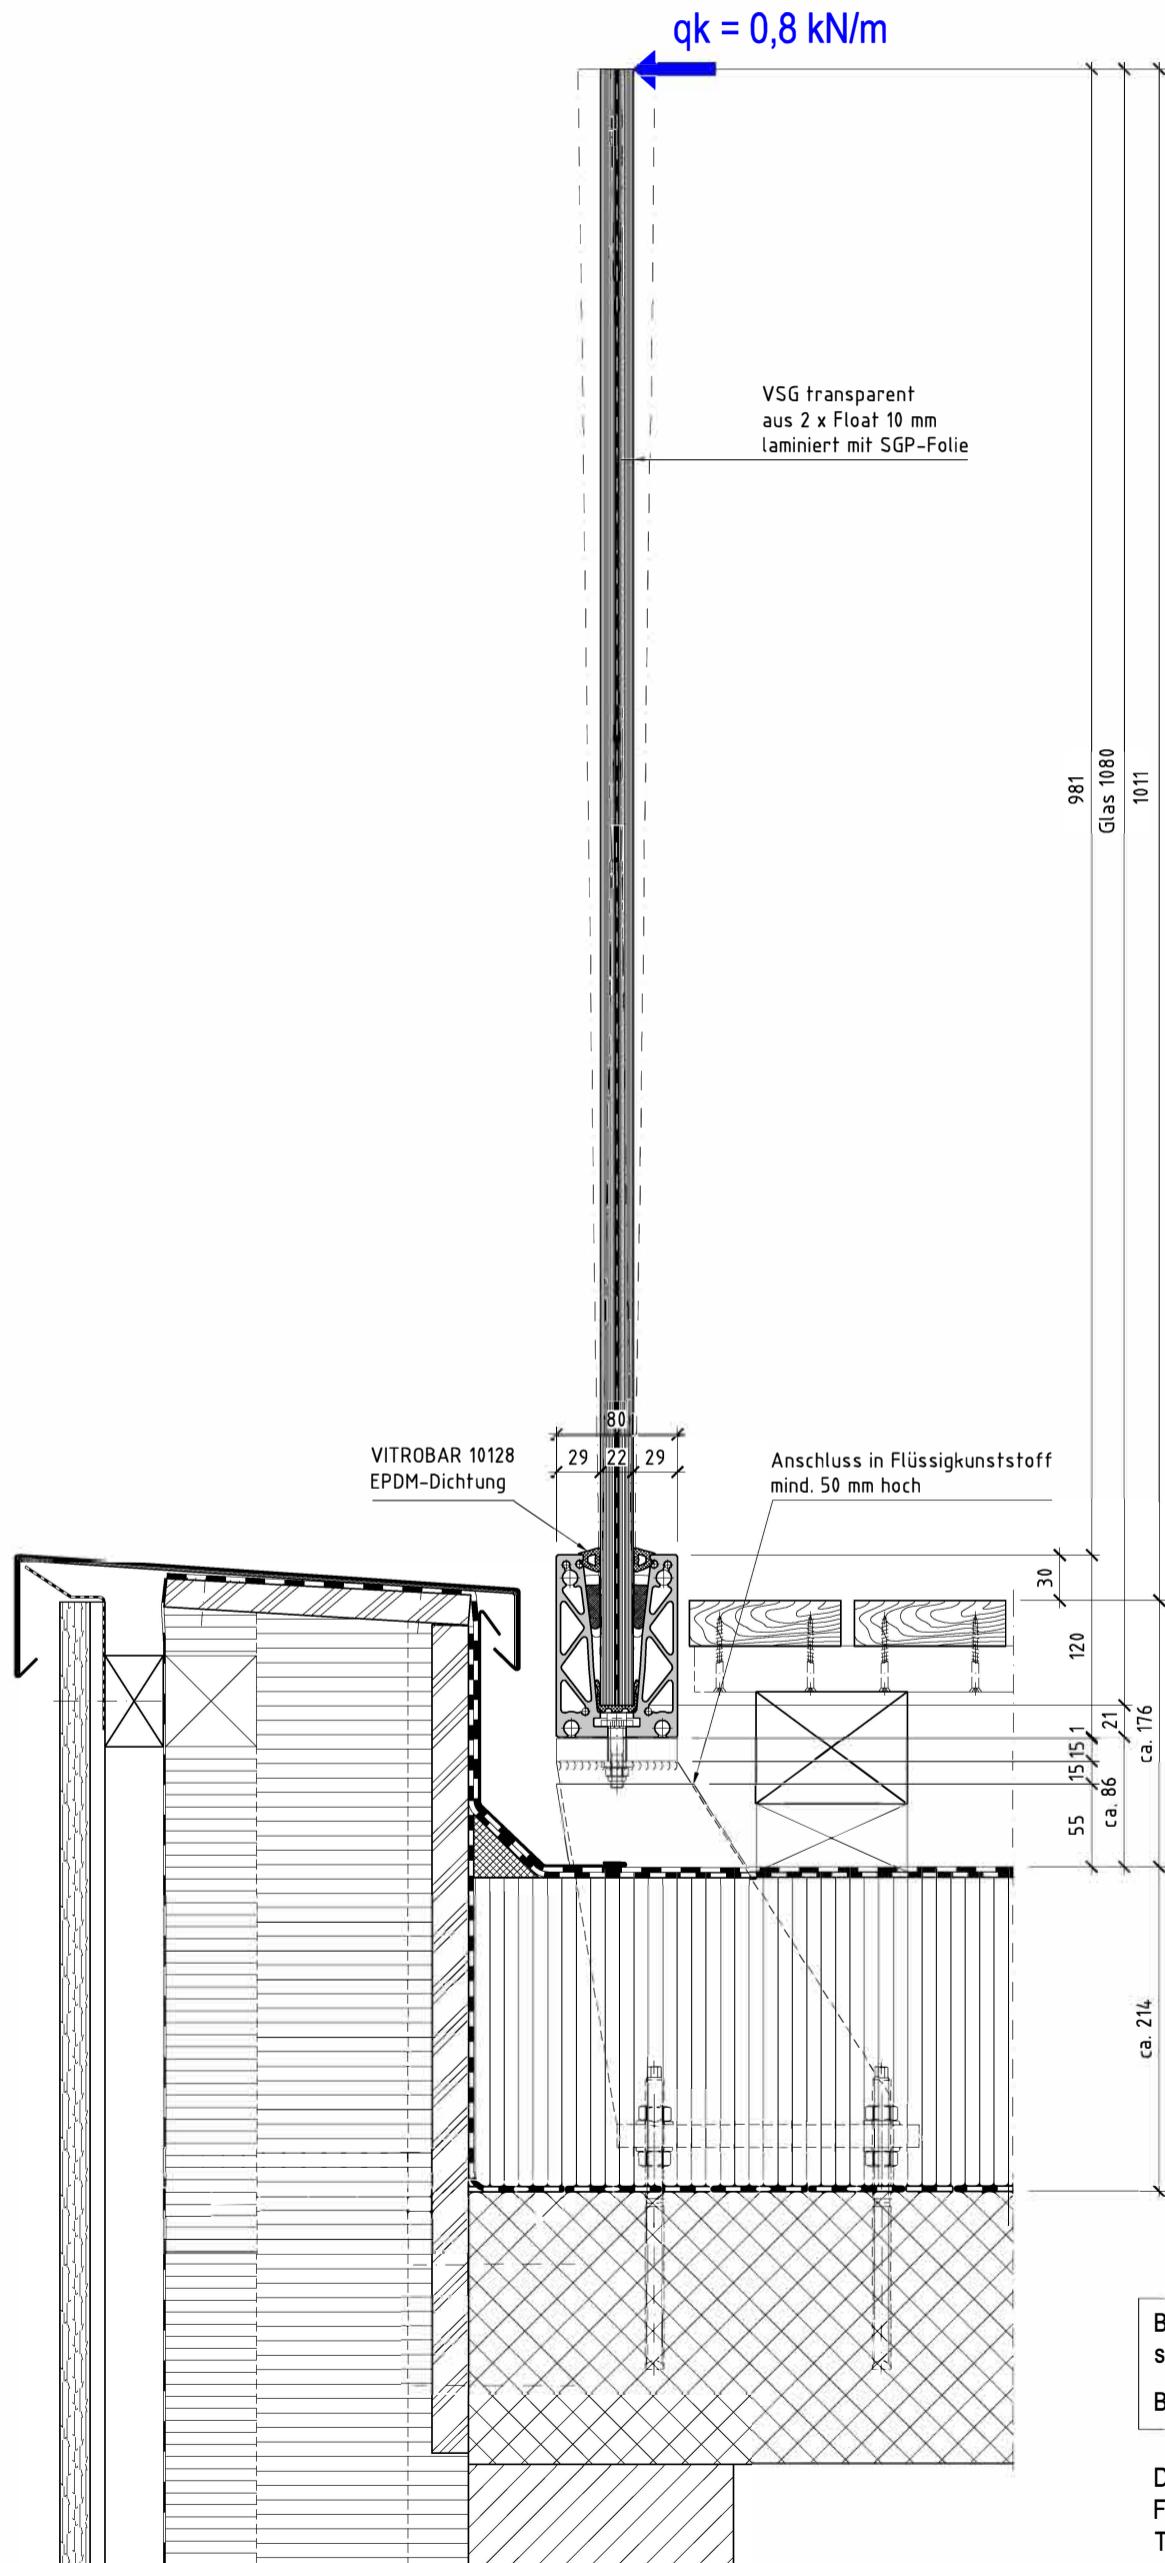 qk = 0,8 kN/m
VSG transparent
aus 2 x Float 10 mm
laminiert mit SGP-Folie
981
Glas 1080
1011
80
29
22
29
VITROBAR 10128
EPDM-Dichtung
Anschluss in Flüssigkunststoff
mind. 50 mm hoch
30
120
21
ca. 176
1
15
15
ca. 86
55
ca. 214
B
s
B
D
F
T